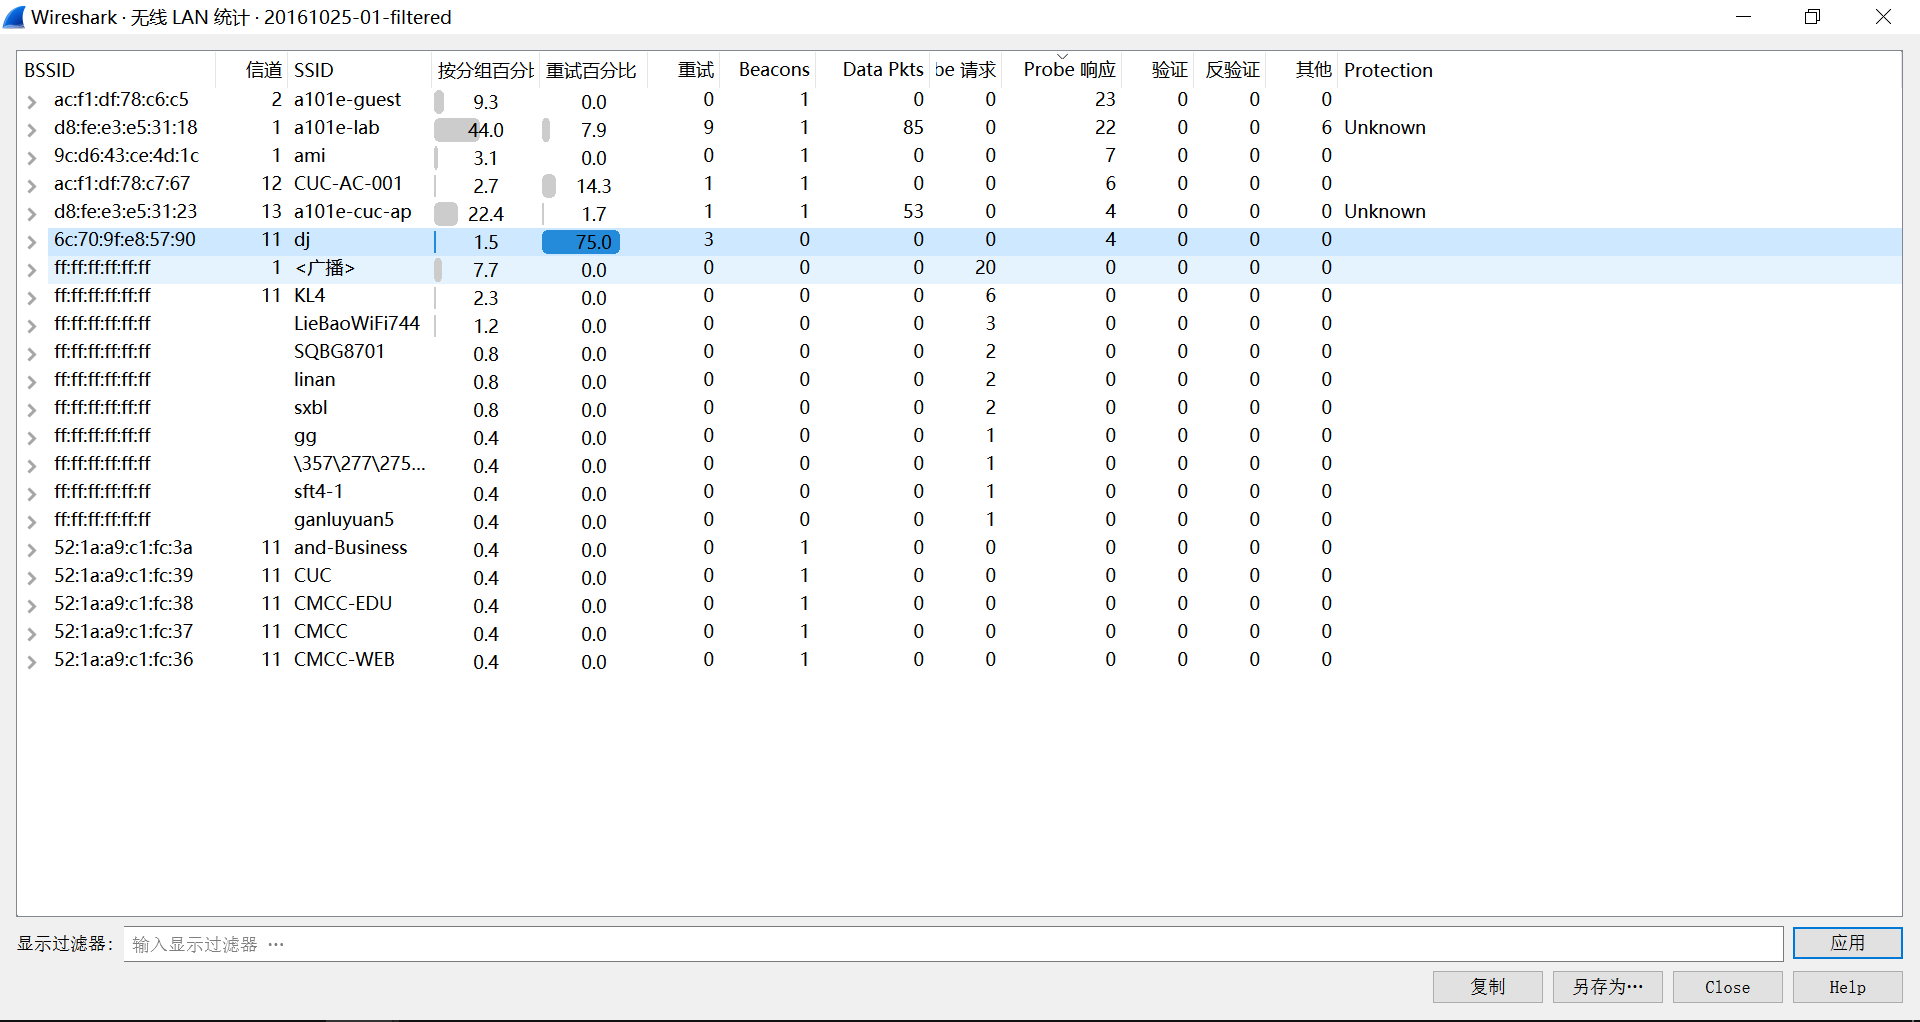 Wireshark · 无线 LAN 统计 · 20161025-01-filtered
BSSID 信道 SSID 按分组百分比 重试百分比 重试 Beacons Data Pkts be 请求 Probe 响应 验证 反验证 其他 Protection
ac:f1:df:78:c6:c5 2 a101e-guest 9.3 0.0 0 1 0 0 23 0 0 0
d8:fe:e3:e5:31:18 1 a101e-lab 44.0 7.9 9 1 85 0 22 0 0 6 Unknown
9c:d6:43:ce:4d:1c 1 ami 3.1 0.0 0 1 0 0 7 0 0 0
ac:f1:df:78:c7:67 12 CUC-AC-001 2.7 14.3 1 1 0 0 6 0 0 0
d8:fe:e3:e5:31:23 13 a101e-cuc-ap 22.4 1.7 1 1 53 0 4 0 0 0 Unknown
6c:70:9f:e8:57:90 11 dj 1.5 75.0 3 0 0 0 4 0 0 0
ff:ff:ff:ff:ff:ff 1 <广播> 7.7 0.0 0 0 0 20 0 0 0 0
ff:ff:ff:ff:ff:ff 11 KL4 2.3 0.0 0 0 0 6 0 0 0 0
ff:ff:ff:ff:ff:ff LieBaoWiFi744 1.2 0.0 0 0 0 3 0 0 0 0
ff:ff:ff:ff:ff:ff SQBG8701 0.8 0.0 0 0 0 2 0 0 0 0
ff:ff:ff:ff:ff:ff linan 0.8 0.0 0 0 0 2 0 0 0 0
ff:ff:ff:ff:ff:ff sxbl 0.8 0.0 0 0 0 2 0 0 0 0
ff:ff:ff:ff:ff:ff gg 0.4 0.0 0 0 0 1 0 0 0 0
ff:ff:ff:ff:ff:ff \357\277\275... 0.4 0.0 0 0 0 1 0 0 0 0
ff:ff:ff:ff:ff:ff sft4-1 0.4 0.0 0 0 0 1 0 0 0 0
ff:ff:ff:ff:ff:ff ganluyuan5 0.4 0.0 0 0 0 1 0 0 0 0
52:1a:a9:c1:fc:3a 11 and-Business 0.4 0.0 0 1 0 0 0 0 0 0
52:1a:a9:c1:fc:39 11 CUC 0.4 0.0 0 1 0 0 0 0 0 0
52:1a:a9:c1:fc:38 11 CMCC-EDU 0.4 0.0 0 1 0 0 0 0 0 0
52:1a:a9:c1:fc:37 11 CMCC 0.4 0.0 0 1 0 0 0 0 0 0
52:1a:a9:c1:fc:36 11 CMCC-WEB 0.4 0.0 0 1 0 0 0 0 0 0
显示过滤器: 输入显示过滤器 … 应用
复制 另存为… Close Help